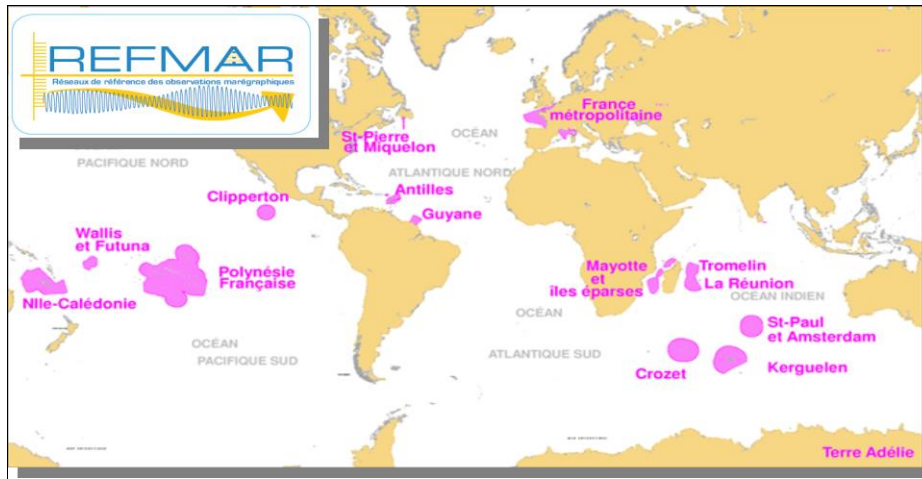 REFMAR
Réseaux de référence des observations marégraphiques
France
métropolitaine
St-Pierre
et Miquelon
OCÉAN
ATLANTIQUE NORD
PACIFIQUE NORD
Clipperton
Antilles
Guyane
Wallis
et Futuna
Polynésie
Française
Nlle-Calédonie
Mayotte
et
îles éparses
Tromelin
La Réunion
OCÉAN INDIEN
OCÉAN
PACIFIQUE SUD
OCÉAN
ATLANTIQUE SUD
St-Paul
et Amsterdam
Crozet
Kerguelen
Terre Adélie